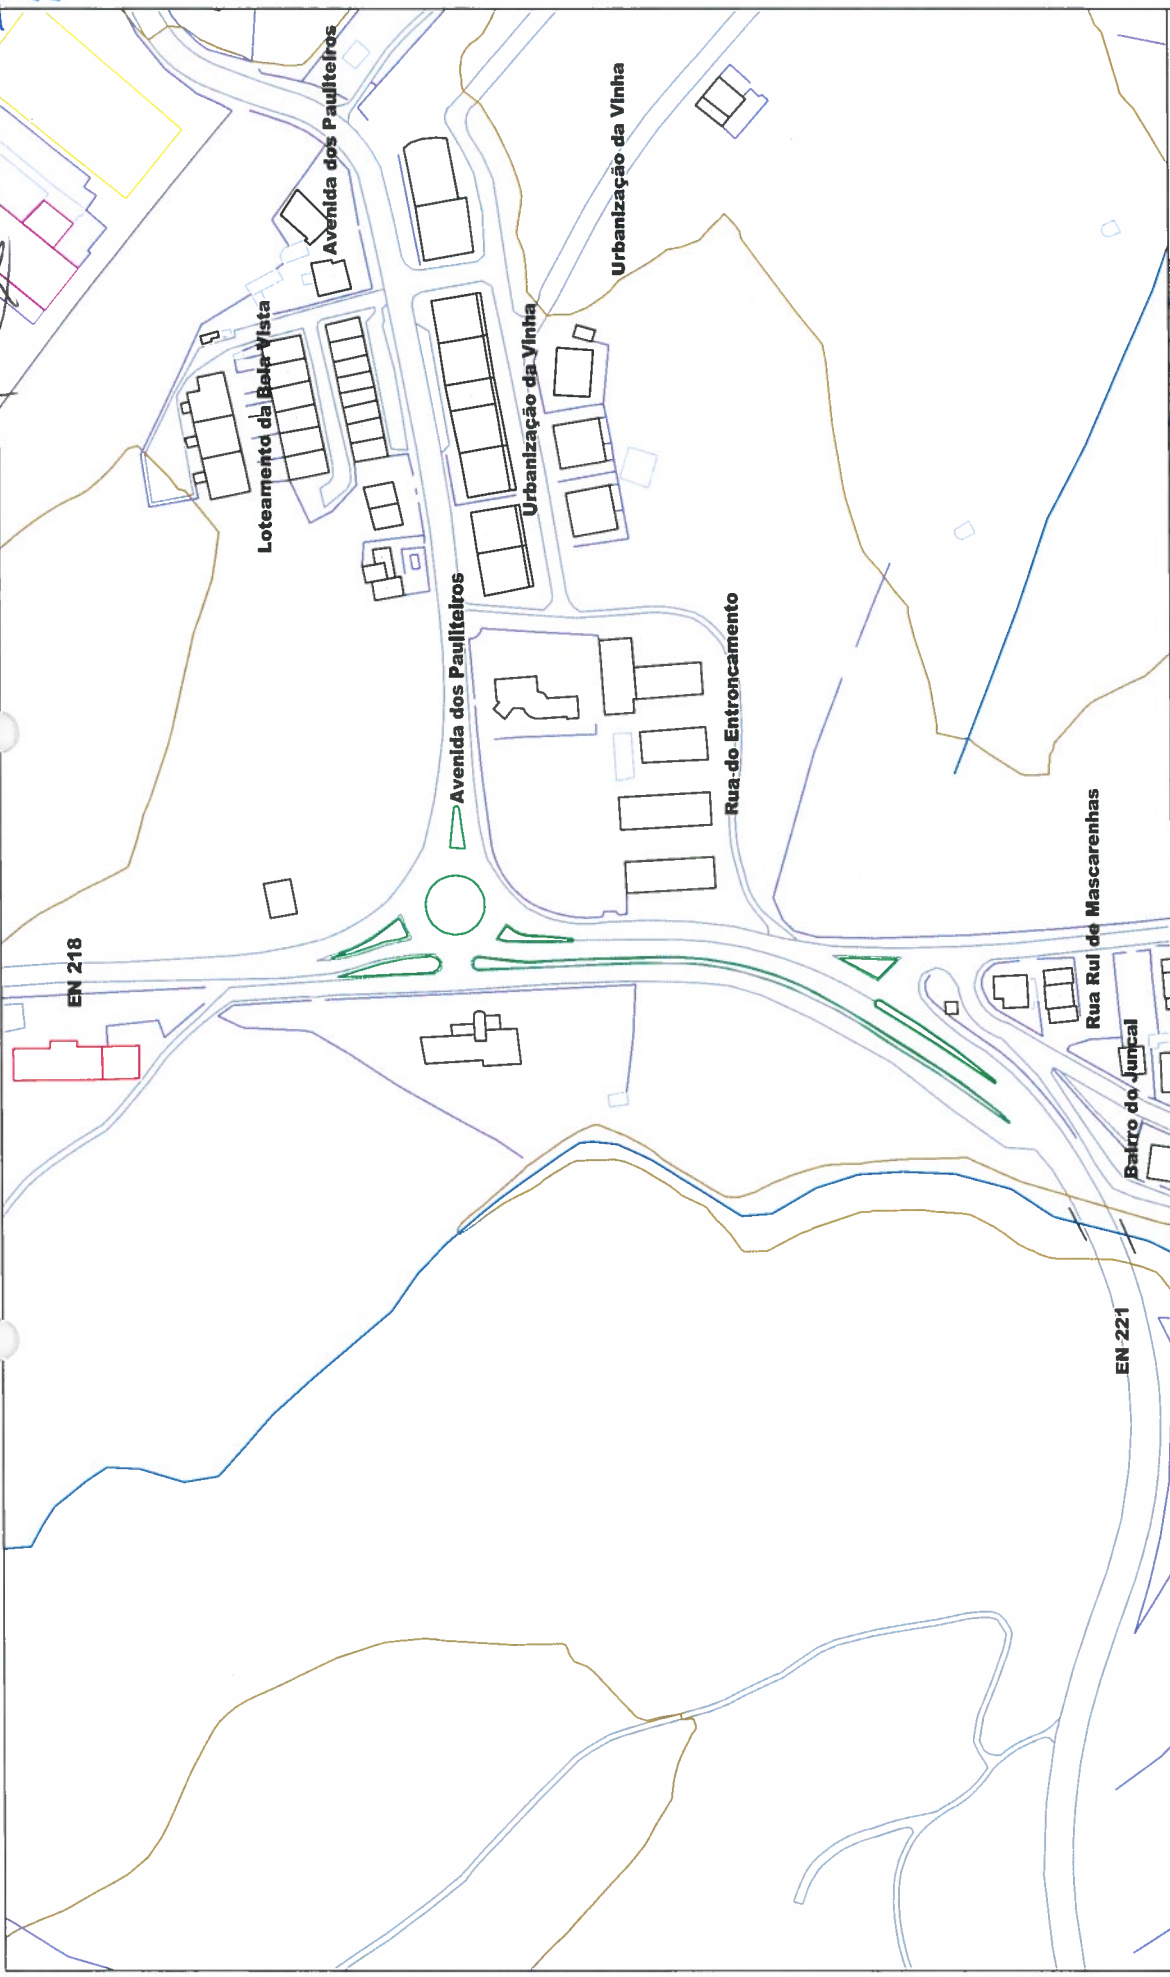 Avenida dos Pauliteiros
Urbanização da Vinha
Loteamento da Bela Vista
Urbanização da Vinha
Avenida dos Pauliteiros
Rua do Entroncamento
EN 218
Rua Rui de Mascarenhas
Bairro do Juncal
EN 221